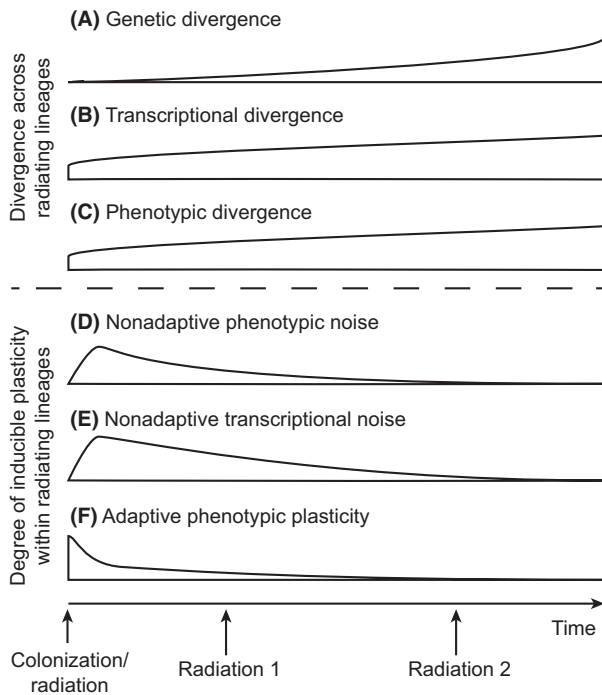 Divergence across
radiating lineages
(A) Genetic divergence
(B) Transcriptional divergence
(C) Phenotypic divergence
Degree of inducible plasticity
within radiating lineages
(D) Nonadaptive phenotypic noise
(E) Nonadaptive transcriptional noise
(F) Adaptive phenotypic plasticity
Time
Colonization/
radiation
Radiation 1
Radiation 2